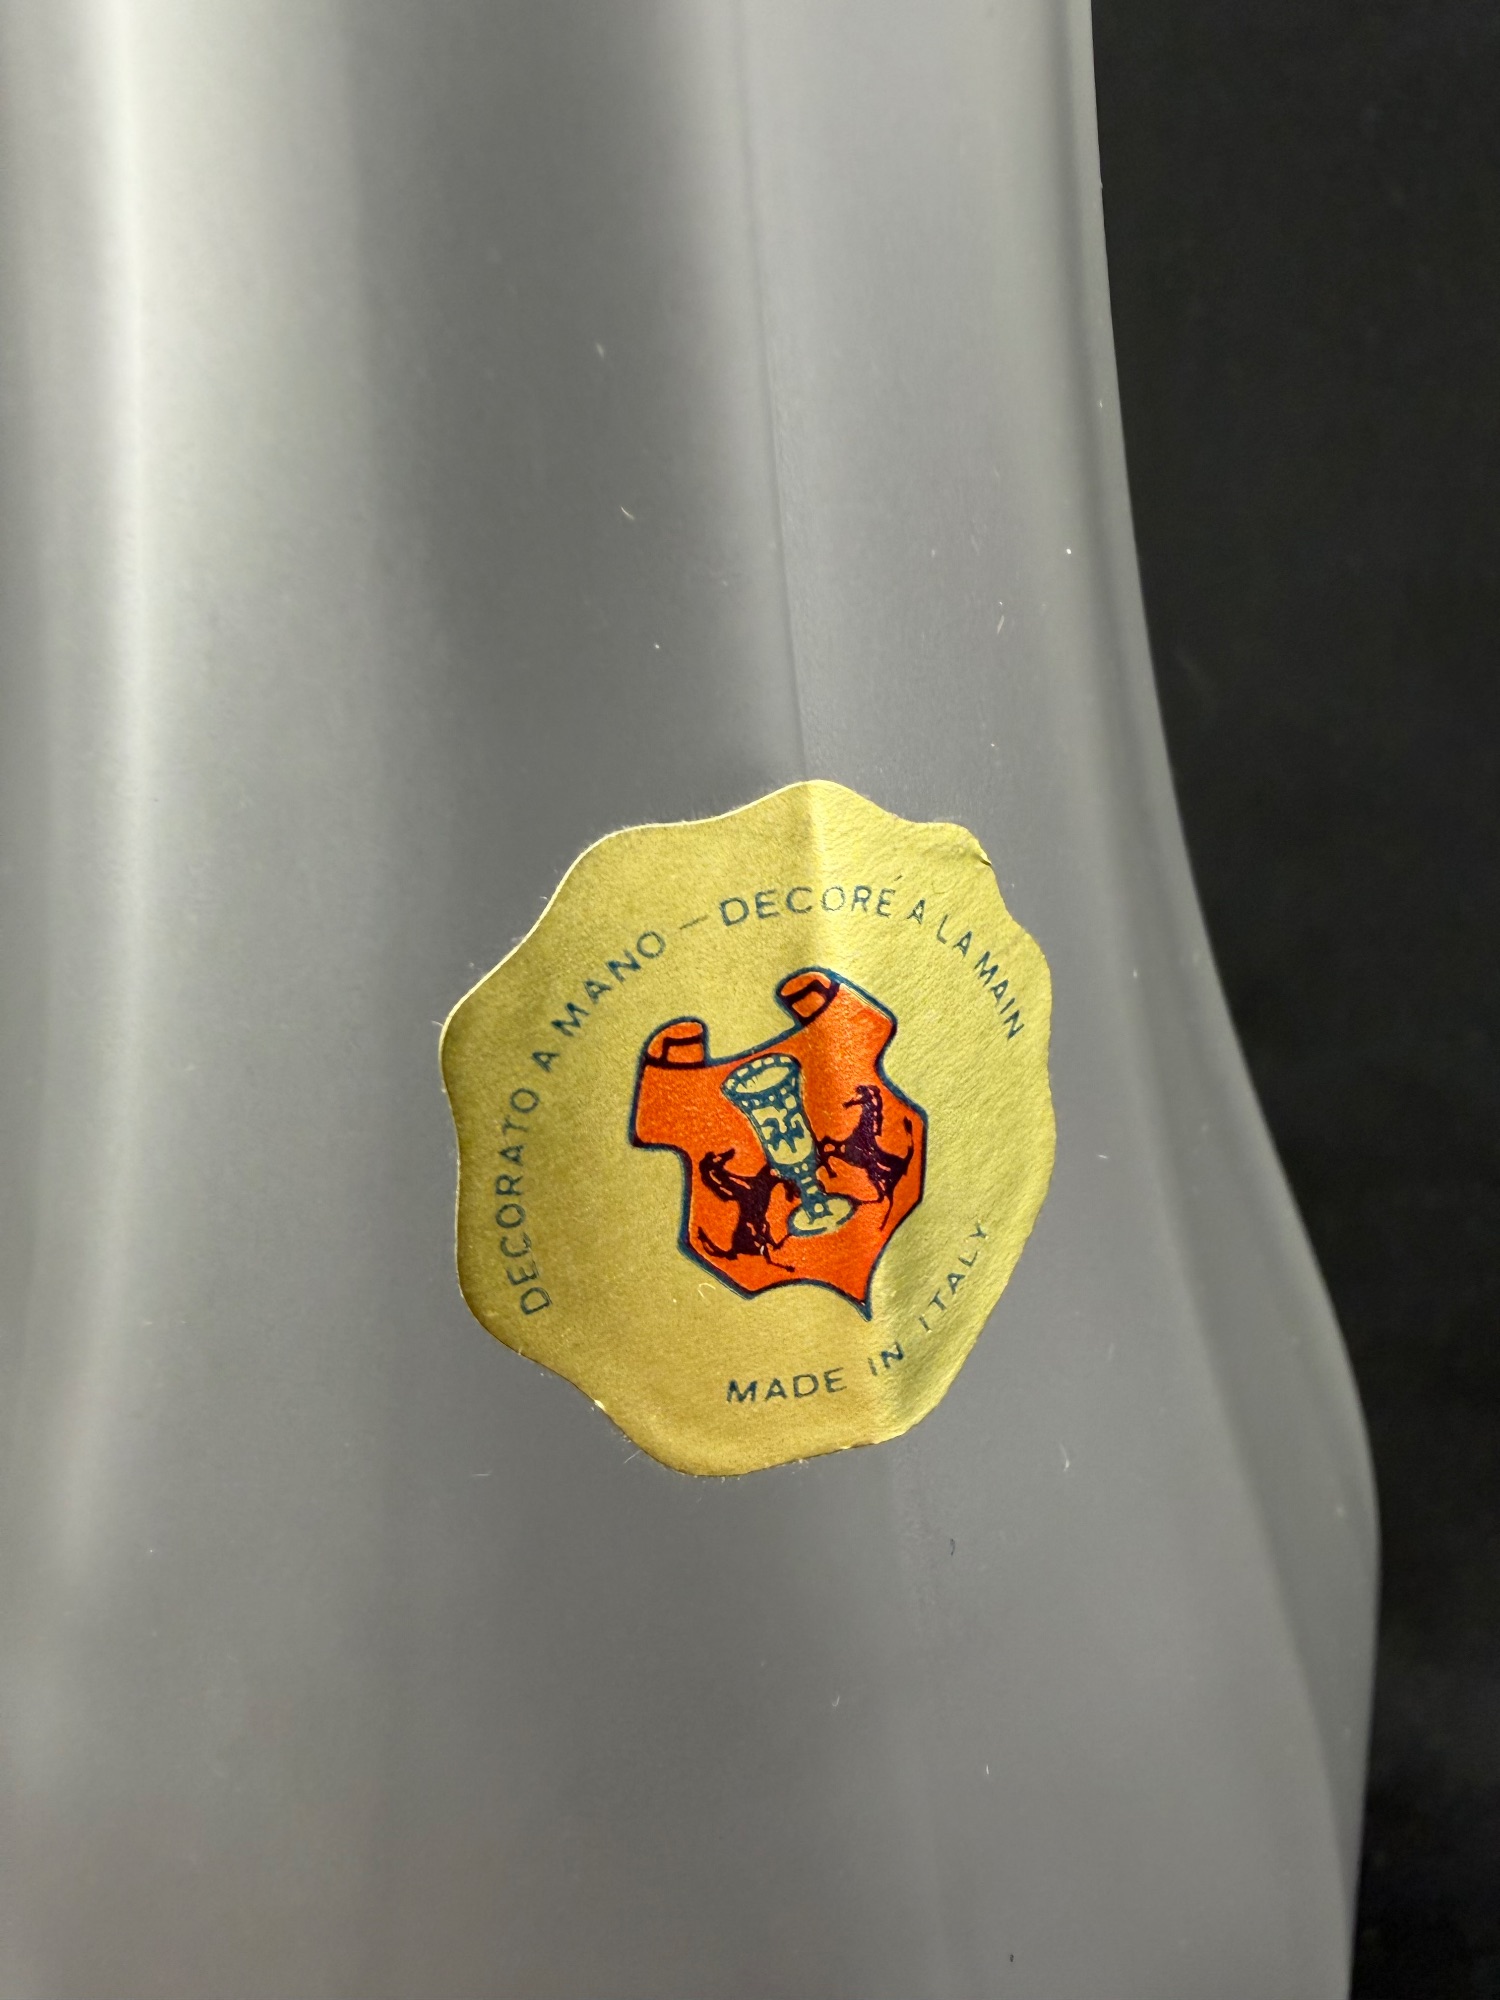 DECORATO A MANO — DECORÉ A LA MAIN
MADE IN ITALY